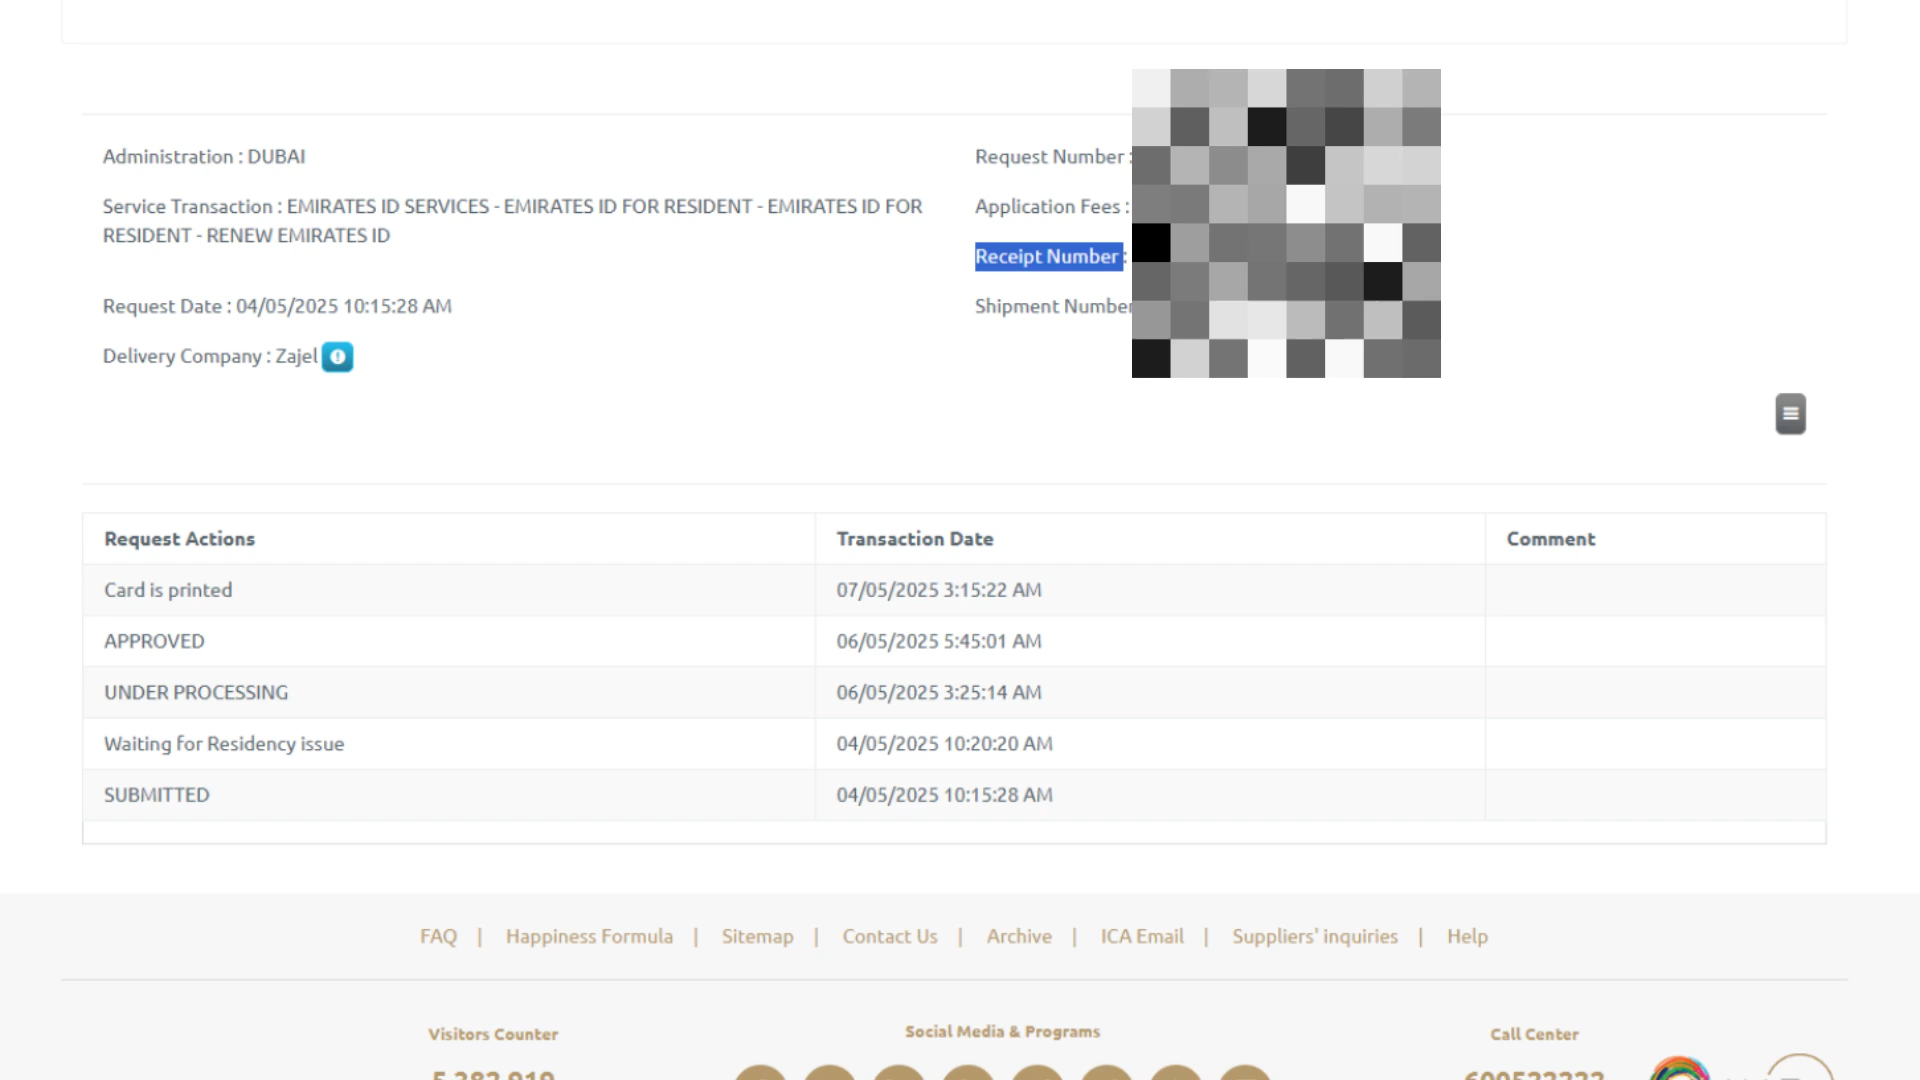 Administration : DUBAI
Request Number :
Service Transaction : EMIRATES ID SERVICES - EMIRATES ID FOR RESIDENT - EMIRATES ID FOR
RESIDENT - RENEW EMIRATES ID
Application Fees :
Receipt Number :
Request Date : 04/05/2025 10:15:28 AM
Shipment Number
Delivery Company : Zajel
Request Actions Transaction Date Comment
Card is printed 07/05/2025 3:15:22 AM
APPROVED 06/05/2025 5:45:01 AM
UNDER PROCESSING 06/05/2025 3:25:14 AM
Waiting for Residency issue 04/05/2025 10:20:20 AM
SUBMITTED 04/05/2025 10:15:28 AM
FAQ | Happiness Formula | Sitemap | Contact Us | Archive | ICA Email | Suppliers' inquiries | Help
Visitors Counter Social Media & Programs Call Center